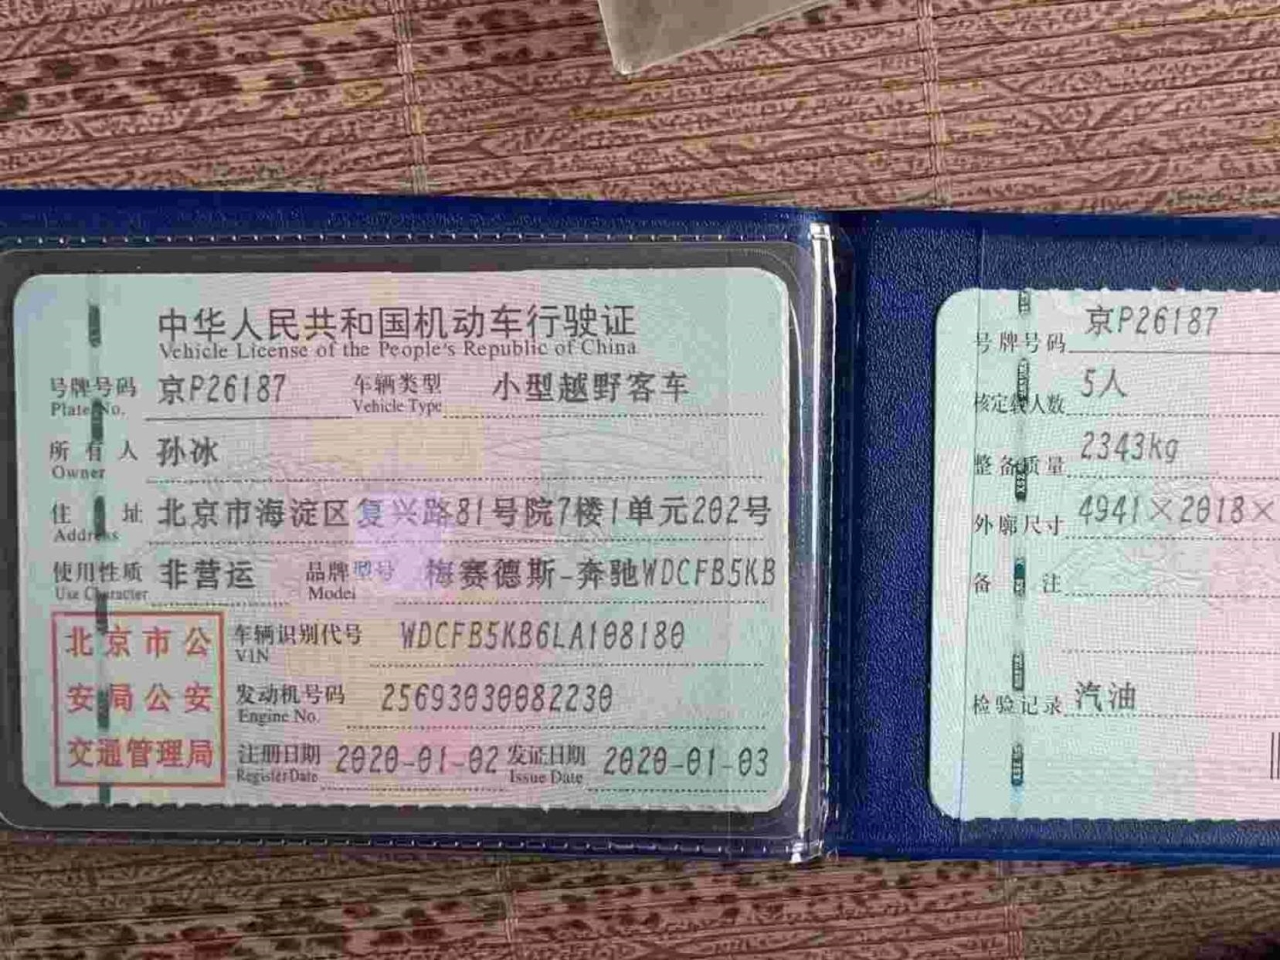 中华人民共和国机动车行驶证
Vehicle License of the People's Republic of China
号牌号码 京P26187 车辆类型 小型越野客车
Plate No. Vehicle Type
所有人 孙冰
Owner
住址 北京市海淀区复兴路81号院7楼1单元202号
Address
使用性质 非营运 品牌型号 梅赛德斯-奔驰WDCFB5KB
Use Character Model
北京市公
安局公安
交通管理局
车辆识别代号 WDCFB5KB6LA108180
VIN
发动机号码 25693030082230
Engine No.
注册日期 2020-01-02 发证日期 2020-01-03
Register Date Issue Date
号牌号码 京P26187
核定载人数 5人
整备质量 2343kg
外廓尺寸 4941×2018×
备注
检验记录 汽油